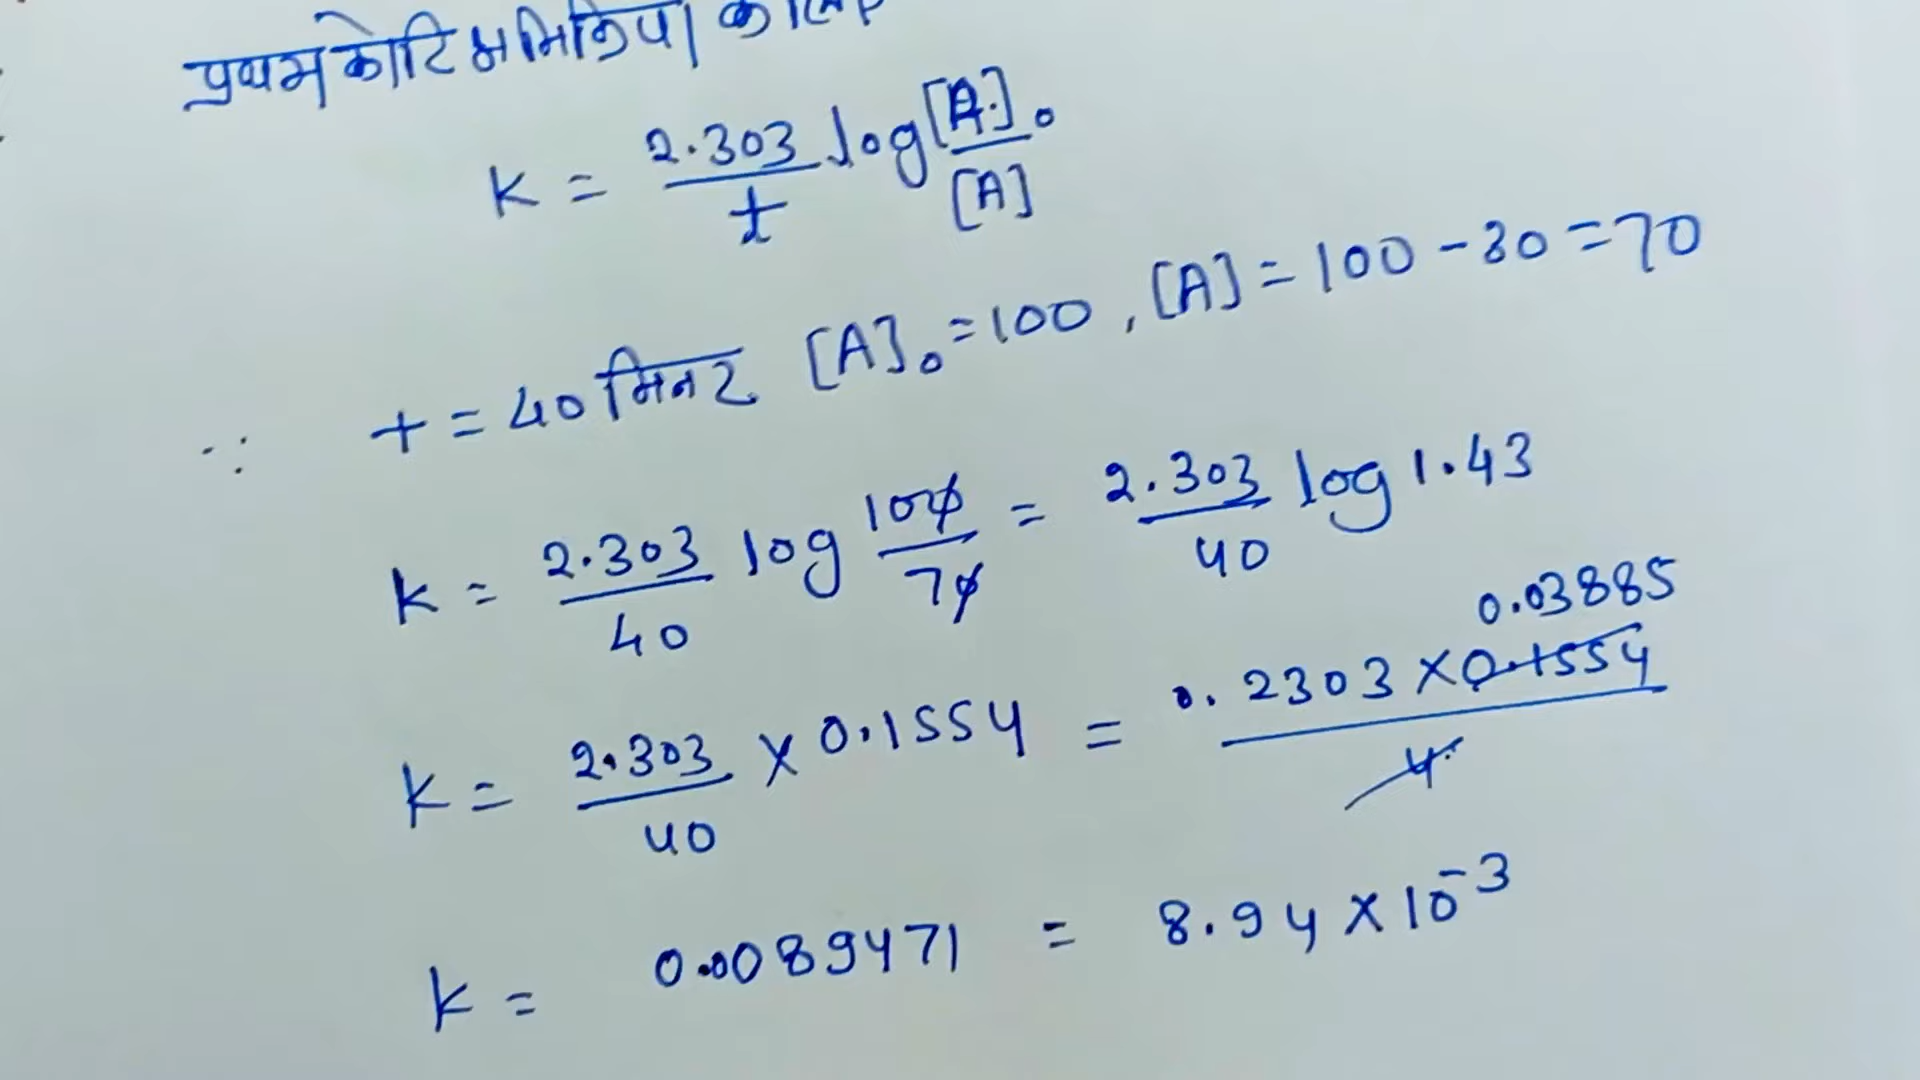 प्रथम कोटि अभिक्रिया के लिए
K = 2.303/t log [A]₀/[A]
∵ t = 40 मिनट [A]₀ = 100, [A] = 100 - 30 = 70
K = 2.303/40 log 100/70 = 2.303/40 log 1.43
0.03885
K = 2.303/40 × 0.1554 = 0.2303 × 0.1554/4
K = 0.0089471 = 8.94 × 10⁻³